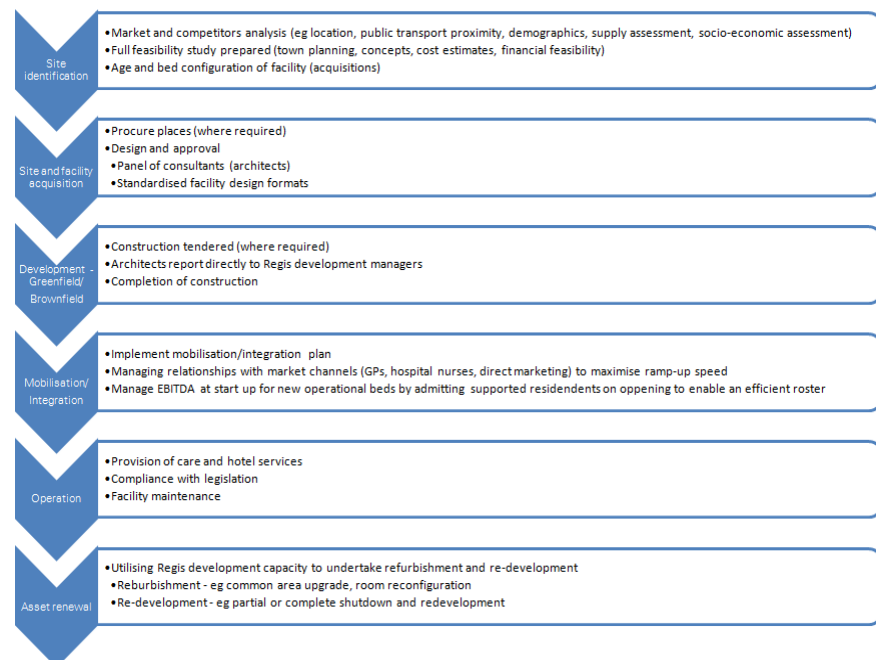 Site
identification
•Market and competitors analysis (eg location, public transport proximity, demographics, supply assessment, socio-economic assessment)
•Full feasibility study prepared (town planning, concepts, cost estimates, financial feasibility)
•Age and bed configuration of facility (acquisitions)
Site and facility
acquisition
•Procure places (where required)
•Design and approval
•Panel of consultants (architects)
•Standardised facility design formats
Development -
Greenfield/
Brownfield
•Construction tendered (where required)
•Architects report directly to Regis development managers
•Completion of construction
Mobilisation/
Integration
•Implement mobilisation/integration plan
•Managing relationships with market channels (GPs, hospital nurses, direct marketing) to maximise ramp-up speed
•Manage EBITDA at start up for new operational beds by admitting supported residendents on oppening to enable an efficient roster
Operation
•Provision of care and hotel services
•Compliance with legislation
•Facility maintenance
Asset renewal
•Utilising Regis development capacity to undertake refurbishment and re-development
•Reburbishment - eg common area upgrade, room reconfiguration
•Re-development - eg partial or complete shutdown and redevelopment